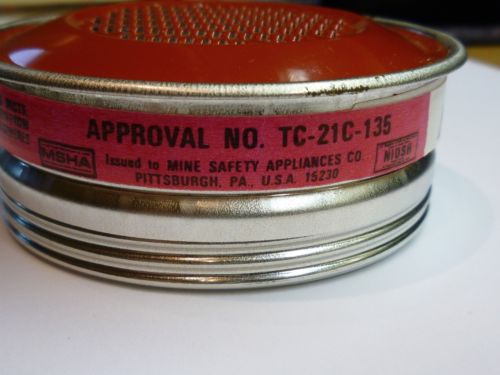 APPROVAL NO. TC-21C-135
MSHA
Issued to MINE SAFETY APPLIANCES CO.
NIOSH
PITTSBURGH, PA., U.S.A. 15230